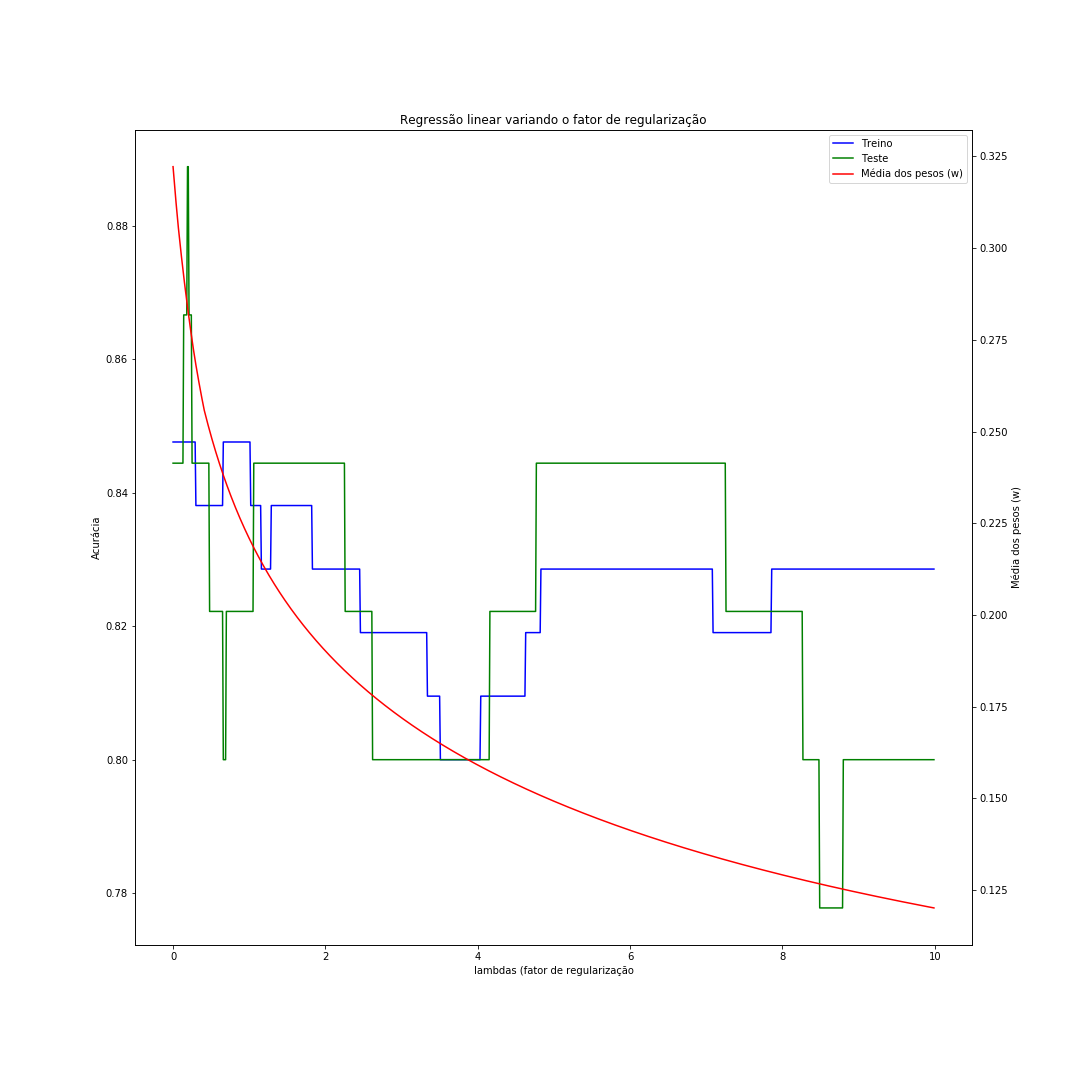 Regressão linear variando o fator de regularização
Treino
Teste
Média dos pesos (w)
0.88
0.86
0.84
0.82
0.80
0.78
Acurácia
0.325
0.300
0.275
0.250
0.225
0.200
0.175
0.150
0.125
Média dos pesos (w)
0 2 4 6 8 10
lambdas (fator de regularização